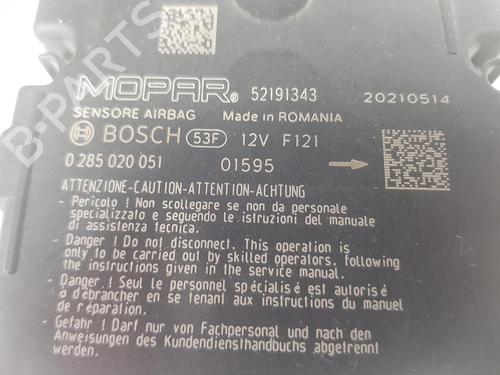 B-PARTS
MOPAR® 52191343 20210514
SENSORE AIRBAG Made in ROMANIA
BOSCH 53F 12V F121
0 285 020 051 01595
ATTENZIONE-CAUTION-ATTENTION-ACHTUNG
- Pericolo ! Non scollegare se non da personale
specializzato e seguendo le istruzioni del manuale
di assistenza tecnica.
- Danger ! Do not disconnect. This operation is
only to be carried out by skilled operators, following
the instructions given in the service manual.
- Danger ! Seul le personnel spécialisé est autorisé
à débrancher en se tenant aux instructions du manuel
de réparation.
- Gefahr ! Darf nur von Fachpersonal und nach den
Anweisungen des Kundendiensthandbuchs abgetrennt
werden.